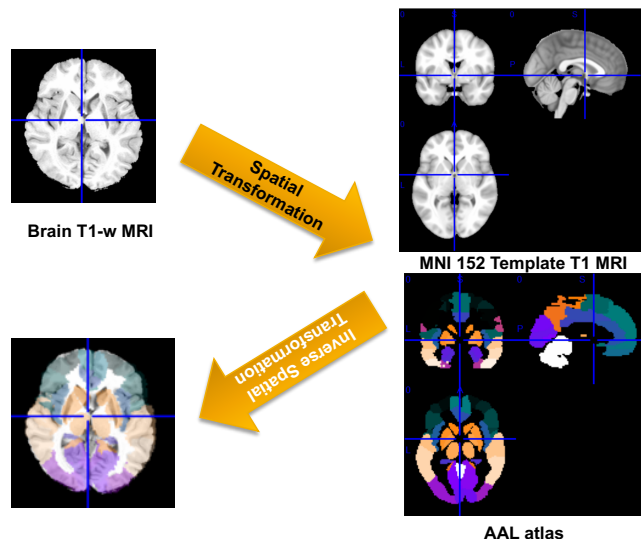 Spatial
Transformation
Brain T1-w MRI
MNI 152 Template T1 MRI
Inverse Spatial
Transformation
AAL atlas